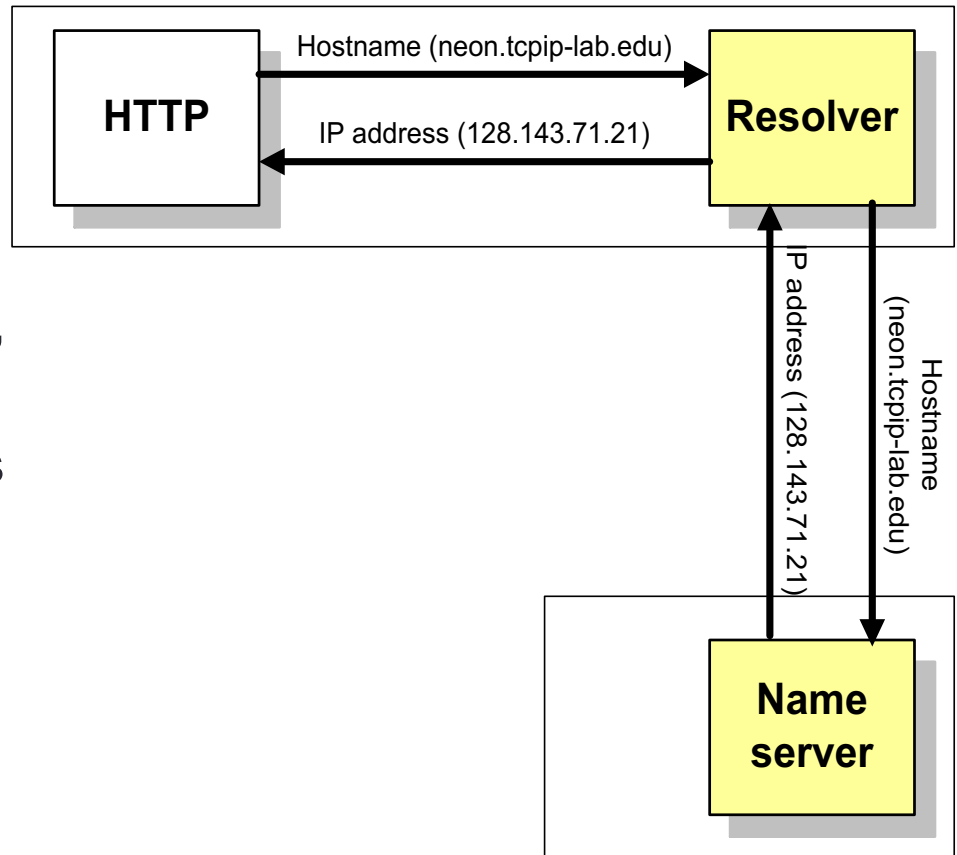 Hostname (neon.tcpip-lab.edu)
HTTP
Resolver
IP address (128.143.71.21)
IP address (128.143.71.21)
Hostname
(neon.tcpip-lab.edu)
Name
server